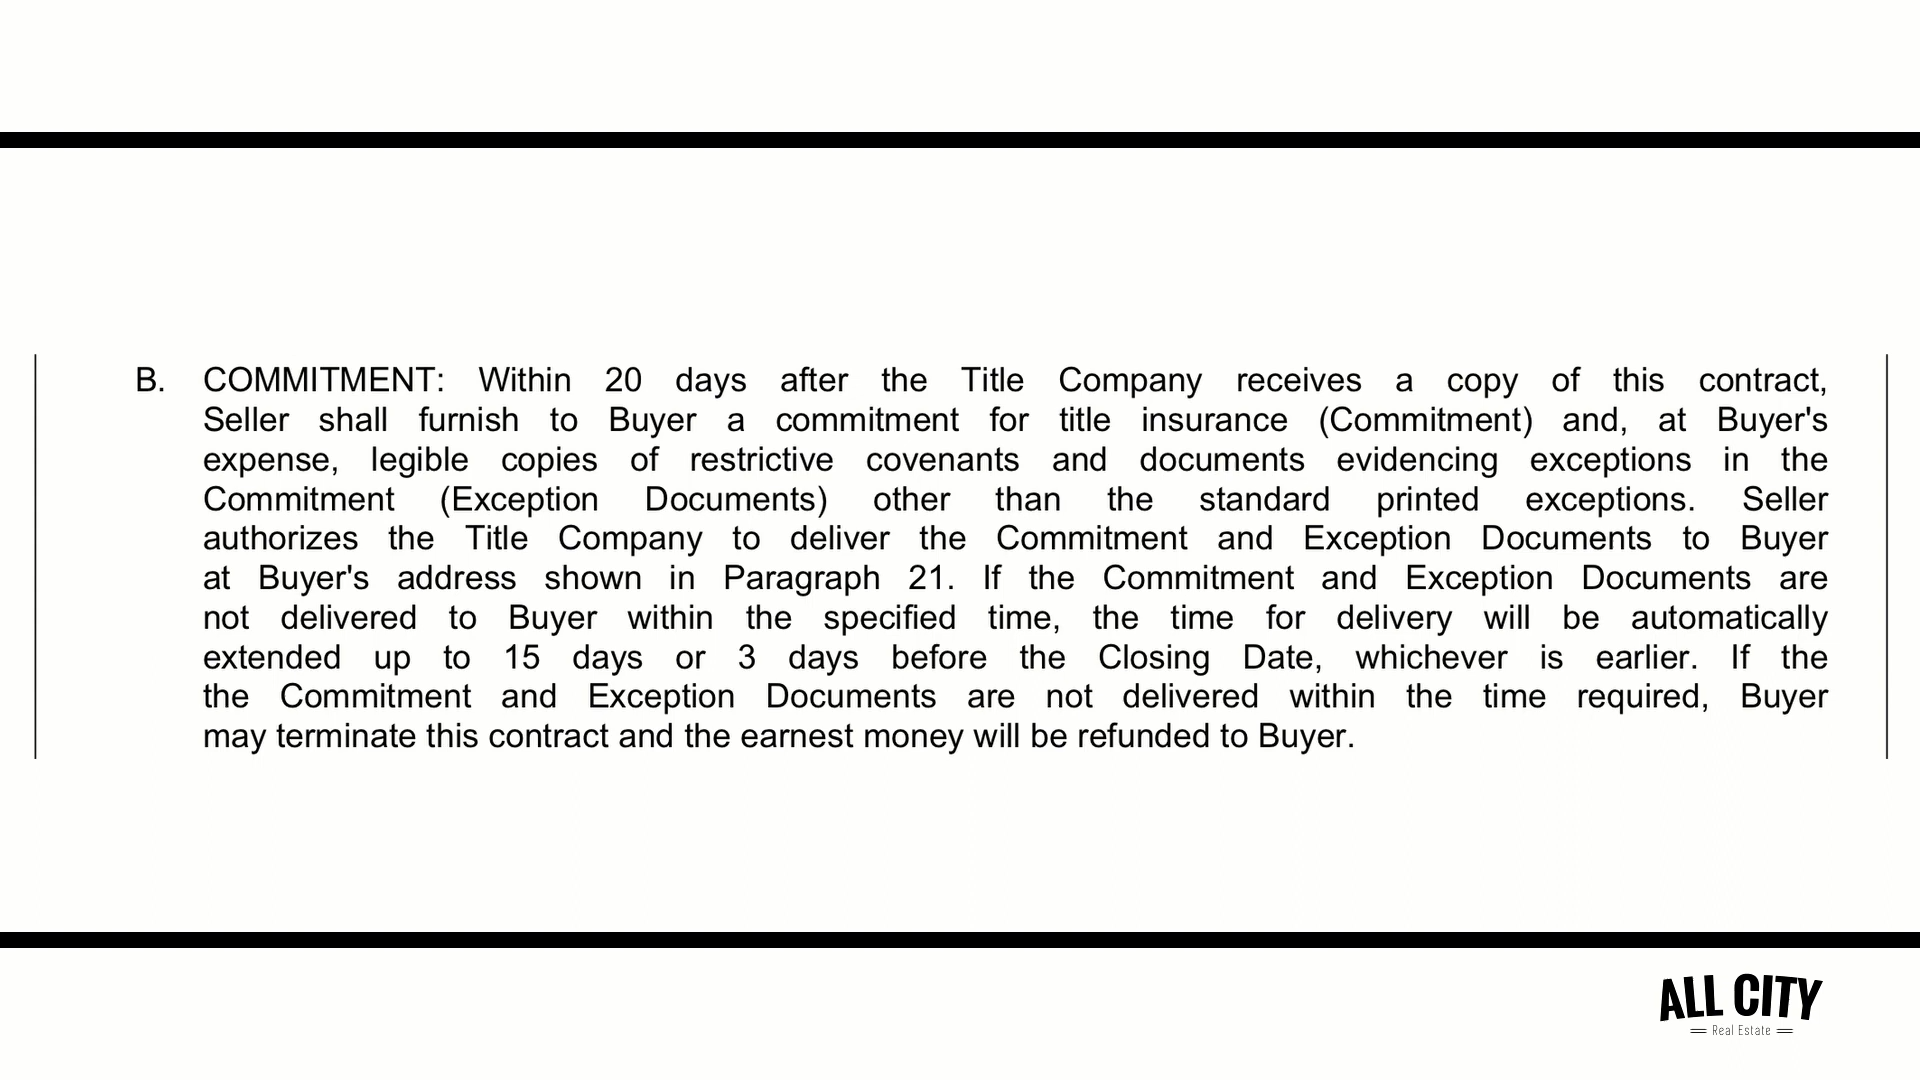 B. COMMITMENT: Within 20 days after the Title Company receives a copy of this contract,
Seller shall furnish to Buyer a commitment for title insurance (Commitment) and, at Buyer's
expense, legible copies of restrictive covenants and documents evidencing exceptions in the
Commitment (Exception Documents) other than the standard printed exceptions. Seller
authorizes the Title Company to deliver the Commitment and Exception Documents to Buyer
at Buyer's address shown in Paragraph 21. If the Commitment and Exception Documents are
not delivered to Buyer within the specified time, the time for delivery will be automatically
extended up to 15 days or 3 days before the Closing Date, whichever is earlier. If the
the Commitment and Exception Documents are not delivered within the time required, Buyer
may terminate this contract and the earnest money will be refunded to Buyer.
ALL CITY
Real Estate